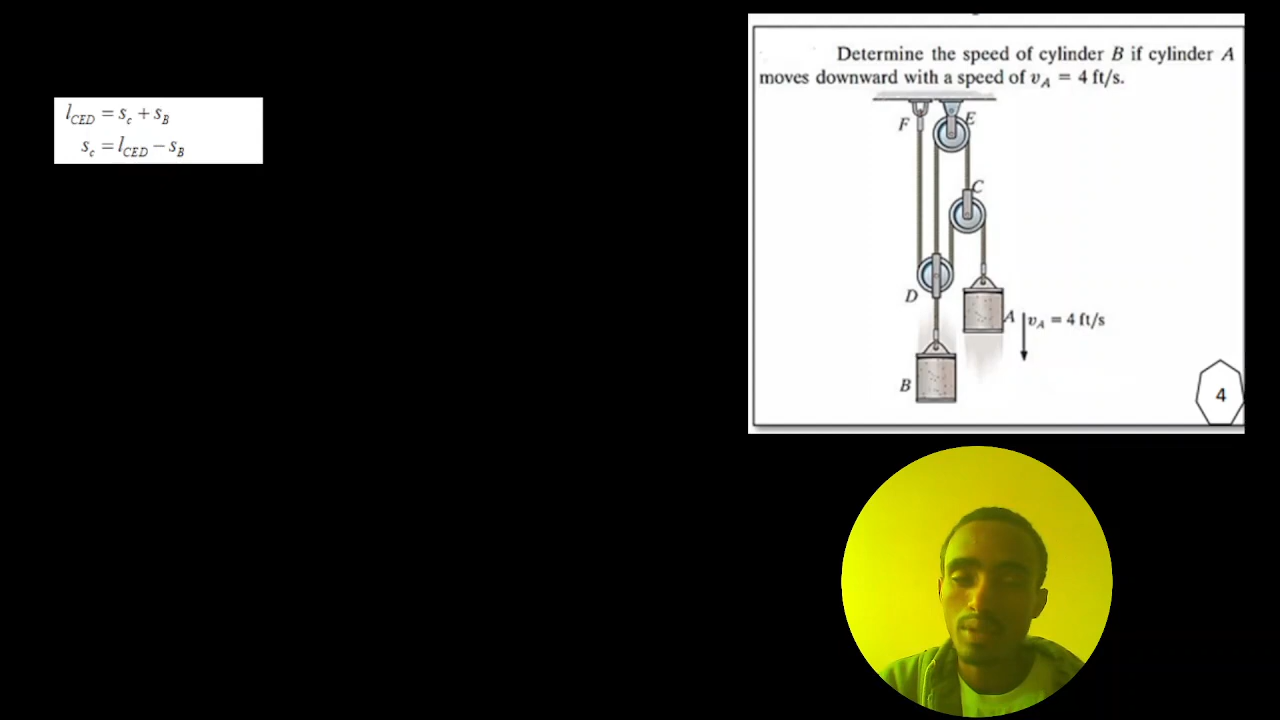 l_CED = s_c + s_B
s_c = l_CED − s_B
Determine the speed of cylinder B if cylinder A
moves downward with a speed of v_A = 4 ft/s.
F
E
C
D
A
v_A = 4 ft/s
B
4